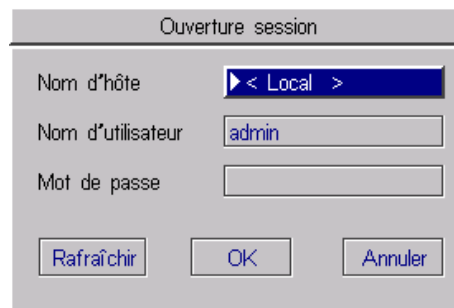 Ouverture session
Nom d'hôte < Local >
Nom d'utilisateur admin
Mot de passe
Rafraîchir OK Annuler